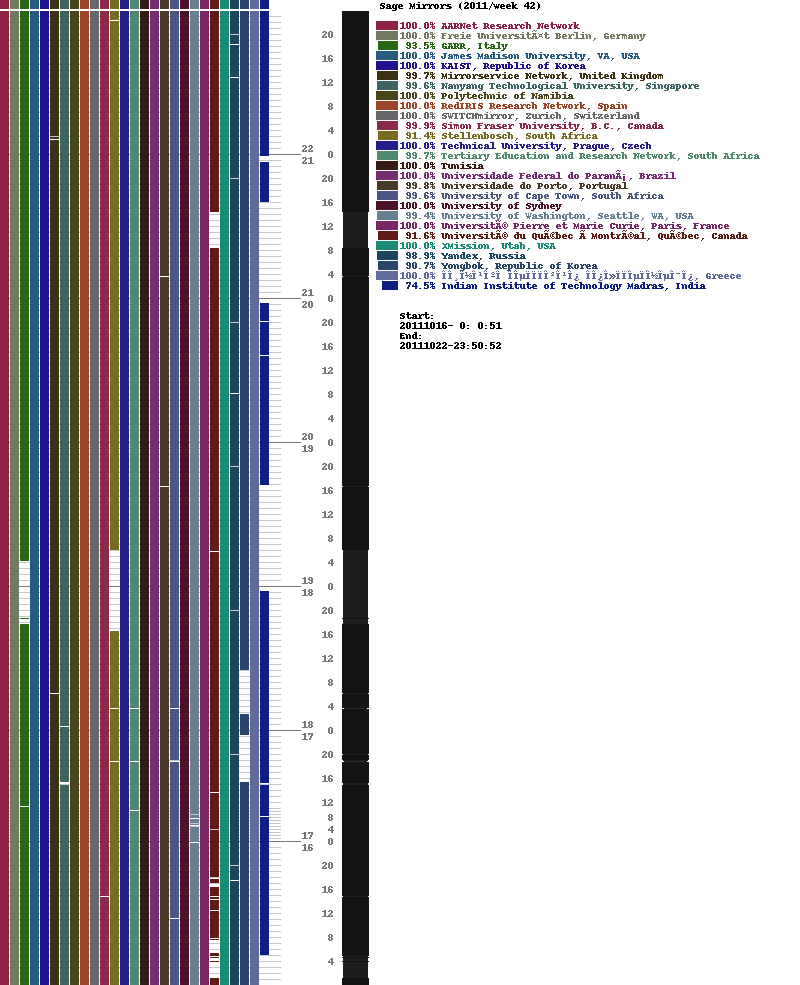 Sage Mirrors (2011/week 42)
100.0% AARNet Research Network
100.0% Freie UniversitÃ¤t Berlin, Germany
93.5% GARR, Italy
100.0% James Madison University, VA, USA
100.0% KAIST, Republic of Korea
99.7% Mirrorservice Network, United Kingdom
99.6% Nanyang Technological University, Singapore
100.0% Polytechnic of Namibia
100.0% RedIRIS Research Network, Spain
100.0% SWITCHmirror, Zurich, Switzerland
99.9% Simon Fraser University, B.C., Canada
91.4% Stellenbosch, South Africa
100.0% Technical University, Prague, Czech
99.7% Tertiary Education and Research Network, South Africa
100.0% Tunisia
100.0% Universidade Federal do ParanÃ¡, Brazil
99.8% Universidade do Porto, Portugal
99.6% University of Cape Town, South Africa
100.0% University of Sydney
99.4% University of Washington, Seattle, WA, USA
100.0% UniversitÃ© Pierre et Marie Curie, Paris, France
91.6% UniversitÃ© du QuÃ©bec Ã MontrÃ©al, QuÃ©bec, Canada
100.0% XMission, Utah, USA
98.9% Yandex, Russia
90.7% Yongbok, Republic of Korea
100.0% Greece
74.5% Indian Institute of Technology Madras, India
Start:
20111016- 0: 0:51
End:
20111022-23:50:52
20
16
12
8
4
22
0
21
20
16
12
8
4
21
0
20
20
16
12
8
4
20
0
19
20
16
12
8
4
19
0
18
20
16
12
8
4
18
0
17
20
16
12
8
4
17
0
16
20
16
12
8
4